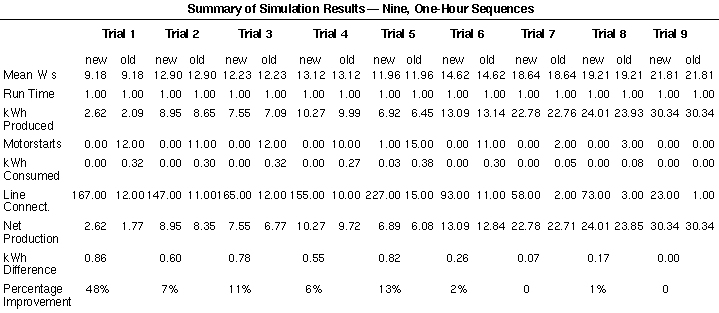 Summary of Simulation Results — Nine, One-Hour Sequences
Trial 1 Trial 2 Trial 3 Trial 4 Trial 5 Trial 6 Trial 7 Trial 8 Trial 9
new old new old new old new old new old new old new old new old new old
Mean W s 9.18 9.18 12.90 12.90 12.23 12.23 13.12 13.12 11.96 11.96 14.62 14.62 18.64 18.64 19.21 19.21 21.81 21.81
Run Time 1.00 1.00 1.00 1.00 1.00 1.00 1.00 1.00 1.00 1.00 1.00 1.00 1.00 1.00 1.00 1.00 1.00 1.00
kWh
Produced 2.62 2.09 8.95 8.65 7.55 7.09 10.27 9.99 6.92 6.45 13.09 13.14 22.78 22.76 24.01 23.93 30.34 30.34
Motorstarts 0.00 12.00 0.00 11.00 0.00 12.00 0.00 10.00 1.00 15.00 0.00 11.00 0.00 2.00 0.00 3.00 0.00 1.00
kWh
Consumed 0.00 0.32 0.00 0.30 0.00 0.32 0.00 0.27 0.03 0.38 0.00 0.30 0.00 0.05 0.00 0.08 0.00 0.00
Line
Connect. 167.00 12.00 147.00 11.00 165.00 12.00 155.00 10.00 227.00 15.00 93.00 11.00 58.00 2.00 73.00 3.00 23.00 1.00
Net
Production 2.62 1.77 8.95 8.35 7.55 6.77 10.27 9.72 6.89 6.08 13.09 12.84 22.78 22.71 24.01 23.85 30.34 30.34
kWh
Difference 0.86 0.60 0.78 0.55 0.82 0.26 0.07 0.17 0.00
Percentage
Improvement 48% 7% 11% 6% 13% 2% 0 1% 0